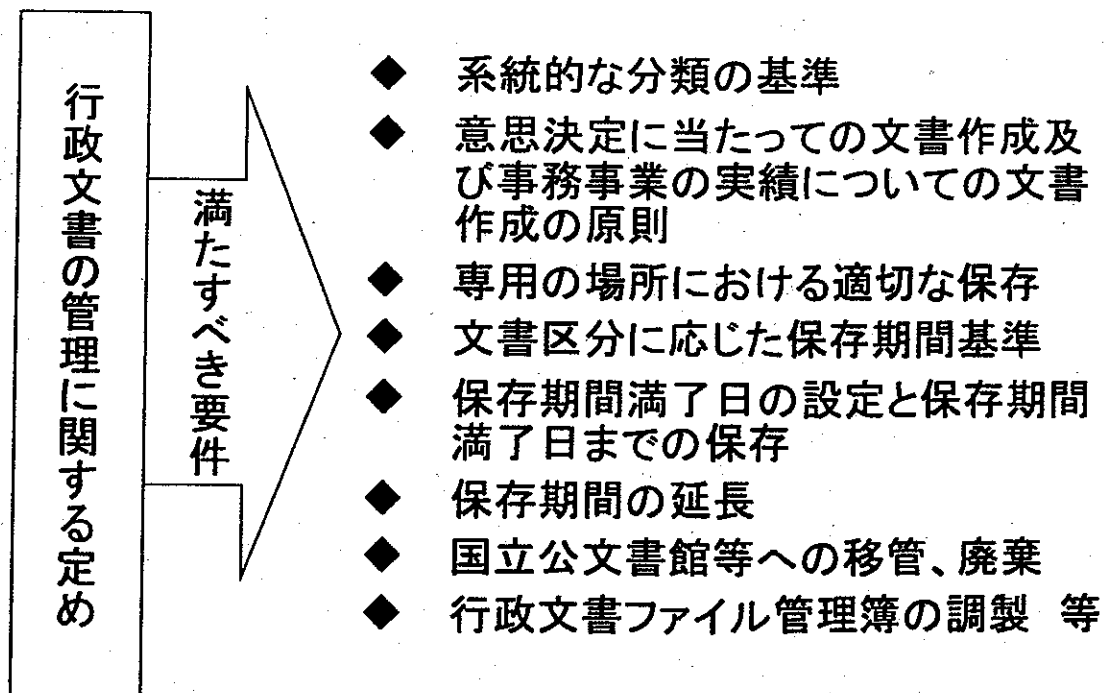 行政文書の管理に関する定め
満たすべき要件
◆ 系統的な分類の基準
◆ 意思決定に当たっての文書作成及
び事務事業の実績についての文書
作成の原則
◆ 専用の場所における適切な保存
◆ 文書区分に応じた保存期間基準
◆ 保存期間満了日の設定と保存期間
満了日までの保存
◆ 保存期間の延長
◆ 国立公文書館等への移管、廃棄
◆ 行政文書ファイル管理簿の調製 等